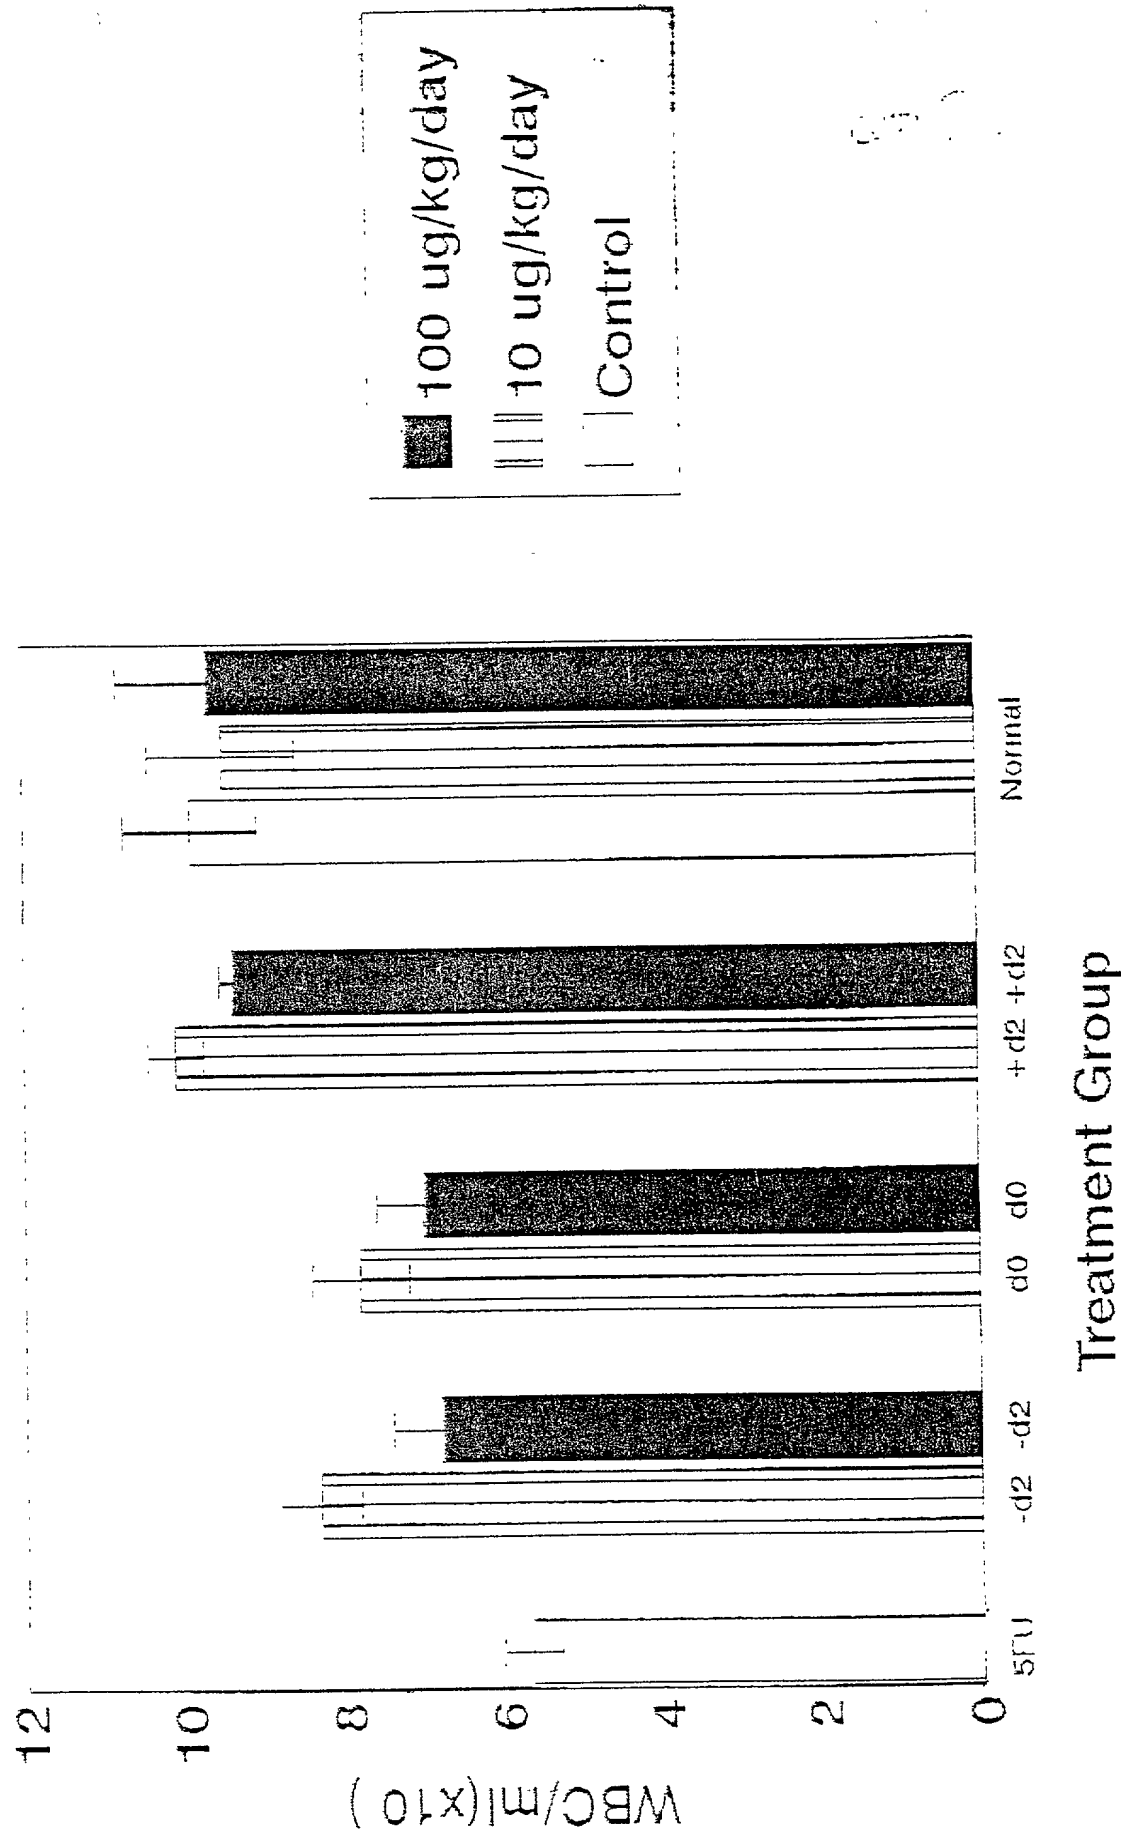 WBC/ml(x10 )
12
10
8
6
4
2
0
5FU
-d2 -d2
d0 d0
+d2 +d2
Normal
Treatment Group
100 ug/kg/day
10 ug/kg/day
Control